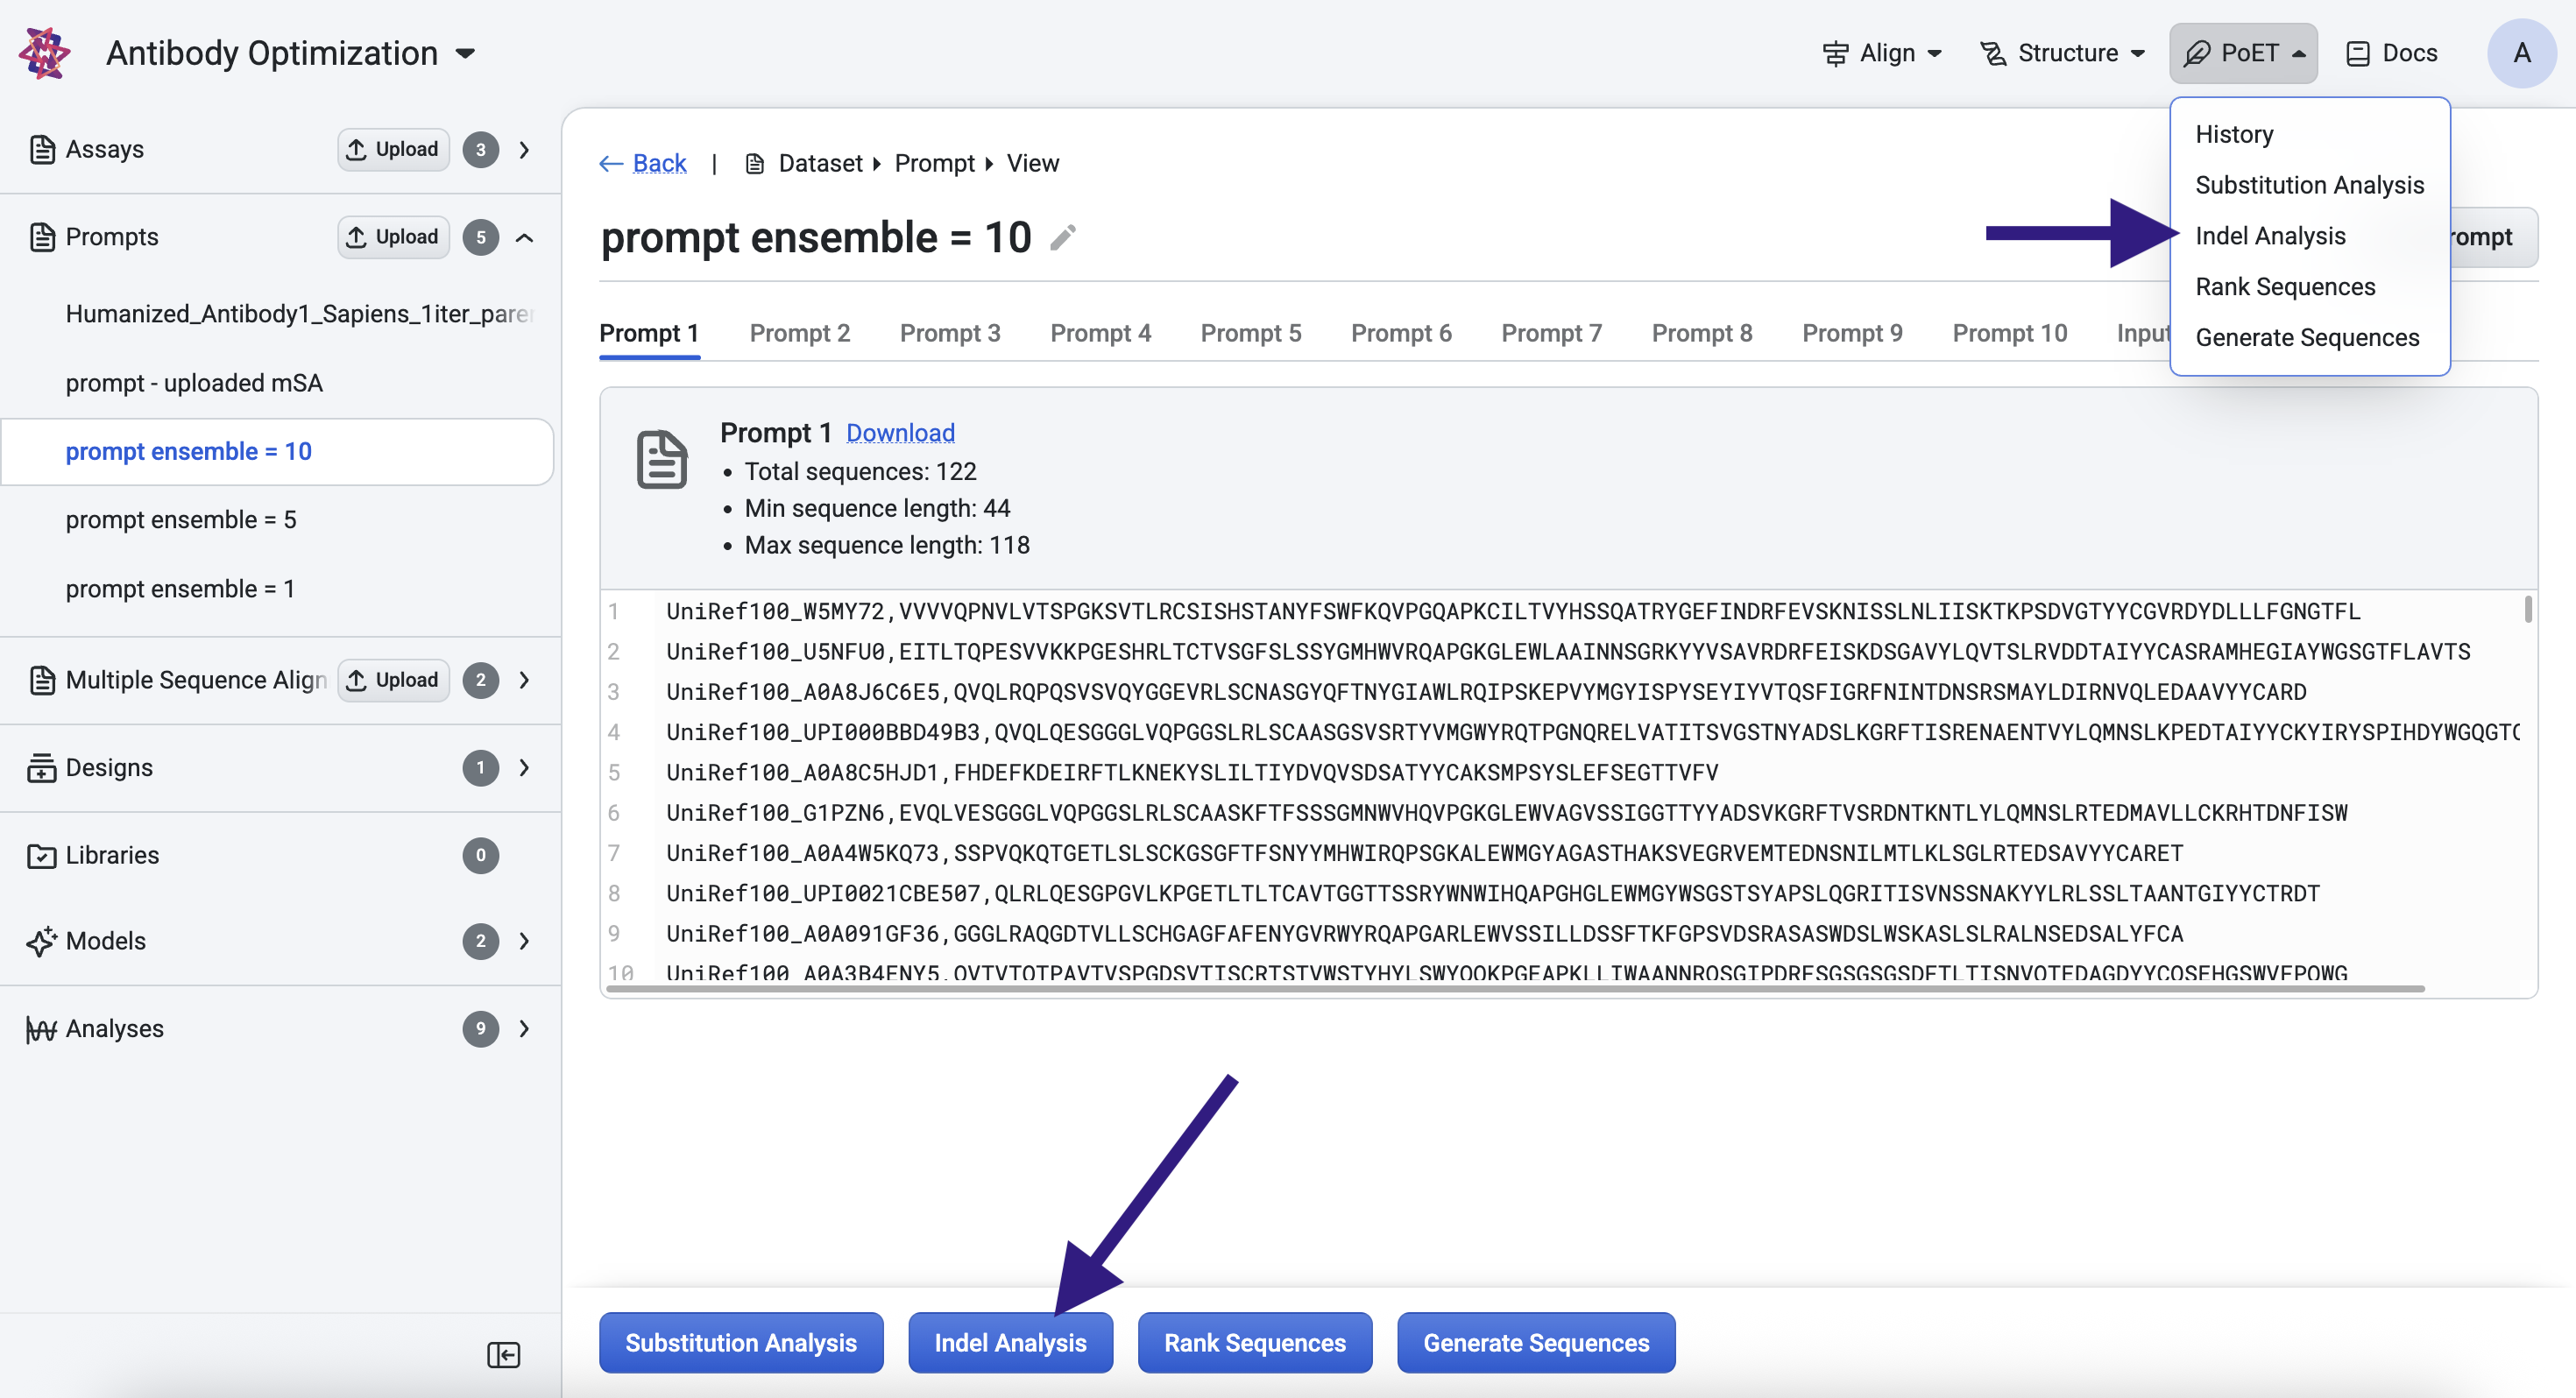 Antibody Optimization
Align
Structure
PoET
Docs
A
History
Substitution Analysis
Indel Analysis
Rank Sequences
Generate Sequences
Assays
Upload
3
Prompts
Upload
5
Humanized_Antibody1_Sapiens_1iter_paren
prompt - uploaded mSA
prompt ensemble = 10
prompt ensemble = 5
prompt ensemble = 1
Multiple Sequence Align
Upload
2
Designs
1
Libraries
0
Models
2
Analyses
9
Back | Dataset Prompt View
prompt ensemble = 10
rompt
Prompt 1 Prompt 2 Prompt 3 Prompt 4 Prompt 5 Prompt 6 Prompt 7 Prompt 8 Prompt 9 Prompt 10 Input
Prompt 1 Download
• Total sequences: 122
• Min sequence length: 44
• Max sequence length: 118
1 UniRef100_W5MY72,VVVVQPNVLVTSPGKSVTLRCSISHSTANYFSWFKQVPGQAPKCILTVYHSSQATRYGEFINDRFEVSKNISSLNLIISKTKPSDVGTYYCGVRDYDLLLFGNGTFL
2 UniRef100_U5NFU0,EITLTQPESVVKKPGESHRLTCTVSGFSLSSYGMHWVRQAPGKGLEWLAAINNSGRKYYVSAVRDRFEISKDSGAVYLQVTSLRVDDTAIYYCASRAMHEGIAYWGSGTFLAVTS
3 UniRef100_A0A8J6C6E5,QVQLRQPQSVSVQYGGEVRLSCNASGYQFTNYGIAWLRQIPSKEPVYMGYISPYSEYIYVTQSFIGRFNINTDNSRSMAYLDIRNVQLEDAAVYYCARD
4 UniRef100_UPI000BBD49B3,QVQLQESGGGLVQPGGSLRLSCAASGSVSRTYVMGWYRQTPGNQRELVATITSVGSTNYADSLKGRFTISRENAENTVYLQMNSLKPEDTAIYYCKYIRYSPIHDYWGQGTQ
5 UniRef100_A0A8C5HJD1,FHDEFKDEIRFTLKNEKYSLILTIYDVQVSDSATYYCAKSMPSYSLEFSEGTTVFV
6 UniRef100_G1PZN6,EVQLVESGGGLVQPGGSLRLSCAASKFTFSSSGMNWVHQVPGKGLEWVAGVSSIGGTTYYADSVKGRFTVSRDNTKNTLYLQMNSLRTEDMAVLLCKRHTDNFISW
7 UniRef100_A0A4W5KQ73,SSPVQKQTGETLSLSCKGSGFTFSNYYMHWIRQPSGKALEWMGYAGASTHAKSVEGRVEMTEDNSNILMTLKLSGLRTEDSAVYYCARET
8 UniRef100_UPI0021CBE507,QLRLQESGPGVLKPGETLTLTCAVTGGTTSSRYWNWIHQAPGHGLEWMGYWSGSTSYAPSLQGRITISVNSSNAKYYLRLSSLTAANTGIYYCTRDT
9 UniRef100_A0A091GF36,GGGLRAQGDTVLLSCHGAGFAFENYGVRWYRQAPGARLEWVSSILLDSSFTKFGPSVDSRASASWDSLWSKASLSLRALNSEDSALYFCA
10 UniRef100_A0A3B4ENY5,QVTVTQTPAVTVSPGDSVTISCRTSTVWSTYHYLSWYQQKPGEAPKLLIWAANNRQSGIPDRFSGSGSGSDFTLTISNVQTEDAGDYYCQSEHGSWVFPQWG
Substitution Analysis
Indel Analysis
Rank Sequences
Generate Sequences